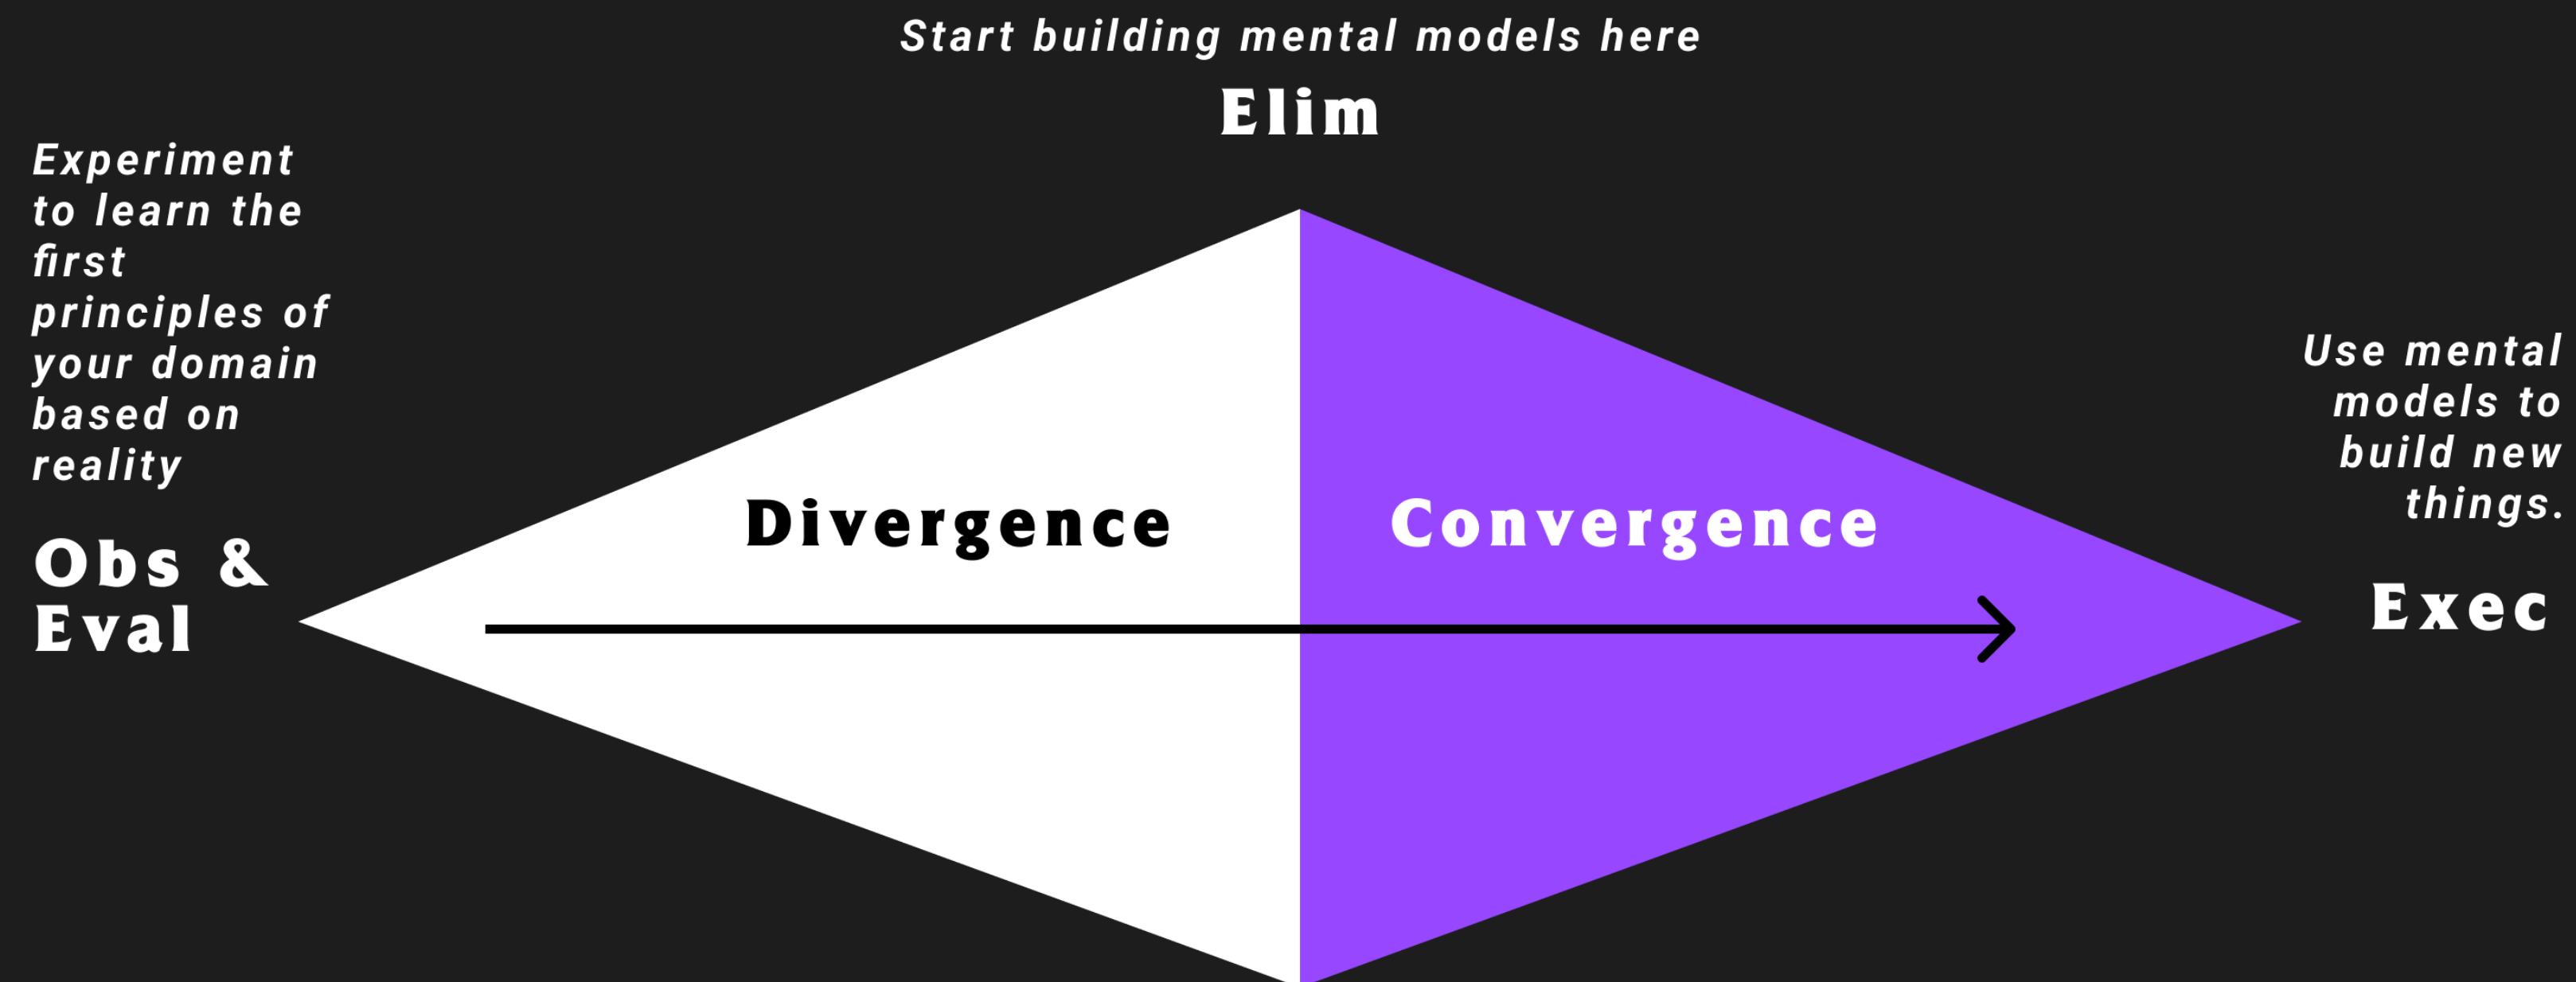 Start building mental models here
Elim
Experiment
to learn the
first
principles of
your domain
based on
reality
Obs &
Eval
Divergence
Convergence
Use mental
models to
build new
things.
Exec